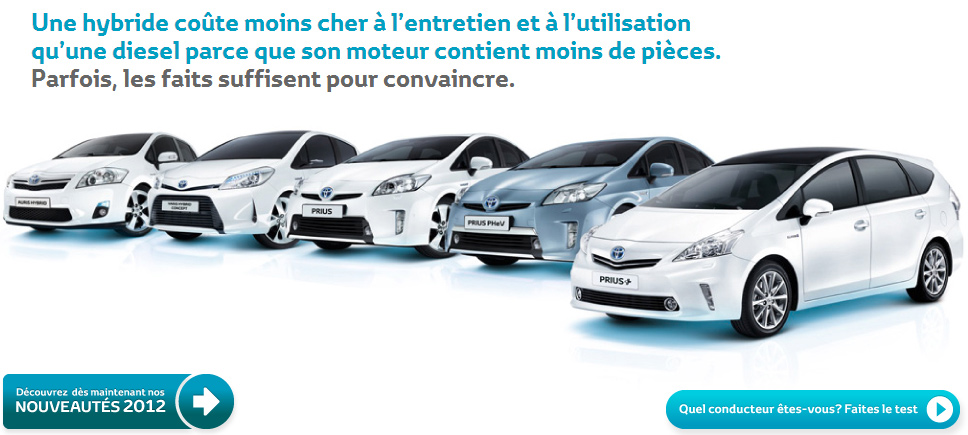 Une hybride coûte moins cher à l'entretien et à l'utilisation
qu'une diesel parce que son moteur contient moins de pièces.
Parfois, les faits suffisent pour convaincre.
AURIS HYBRID
YARIS HYBRID
CONCEPT
PRIUS
PRIUS PHeV
PRIUS+
Découvrez dès maintenant nos
NOUVEAUTÉS 2012
Quel conducteur êtes-vous? Faites le test